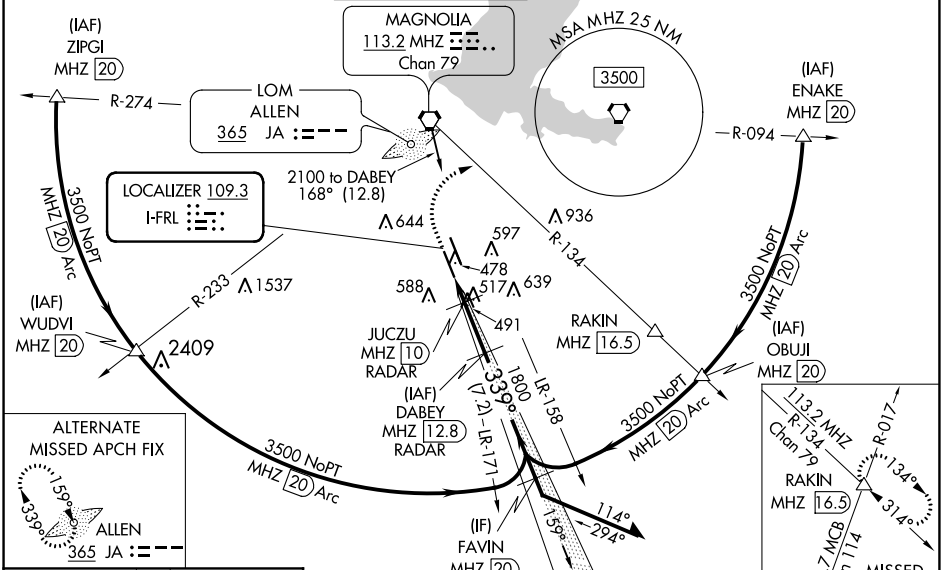 (IAF)
ZIPGI
MHZ 20
R-274
MAGNOLIA
113.2 MHZ
Chan 79
LOM
ALLEN
365 JA
MSA MHZ 25 NM
3500
(IAF)
ENAKE
MHZ 20
R-094
2100 to DABEY
168° (12.8)
LOCALIZER 109.3
I-FRL
3500 NoPT
MHZ 20 Arc
644
597
478
936
R-134
3500 NoPT
MHZ 20 Arc
R-233
1537
588
517
639
491
(IAF)
WUDVI
MHZ 20
2409
JUCZU
MHZ 10
RADAR
RAKIN
MHZ 16.5
(IAF)
OBUJI
MHZ 20
(IAF)
DABEY
MHZ 12.8
RADAR
339°
1800
(7.2)
LR-158
LR-171
3500 NoPT
MHZ 20 Arc
3500 NoPT
MHZ 20 Arc
114°
294°
159°
(IF)
FAVIN
MHZ 20
ALTERNATE
MISSED APCH FIX
159°
339°
ALLEN
365 JA
113.2 MHZ
R-134
Chan 79
R-017
RAKIN
MHZ 16.5
134°
314°
.7 MCB
114
MISSED